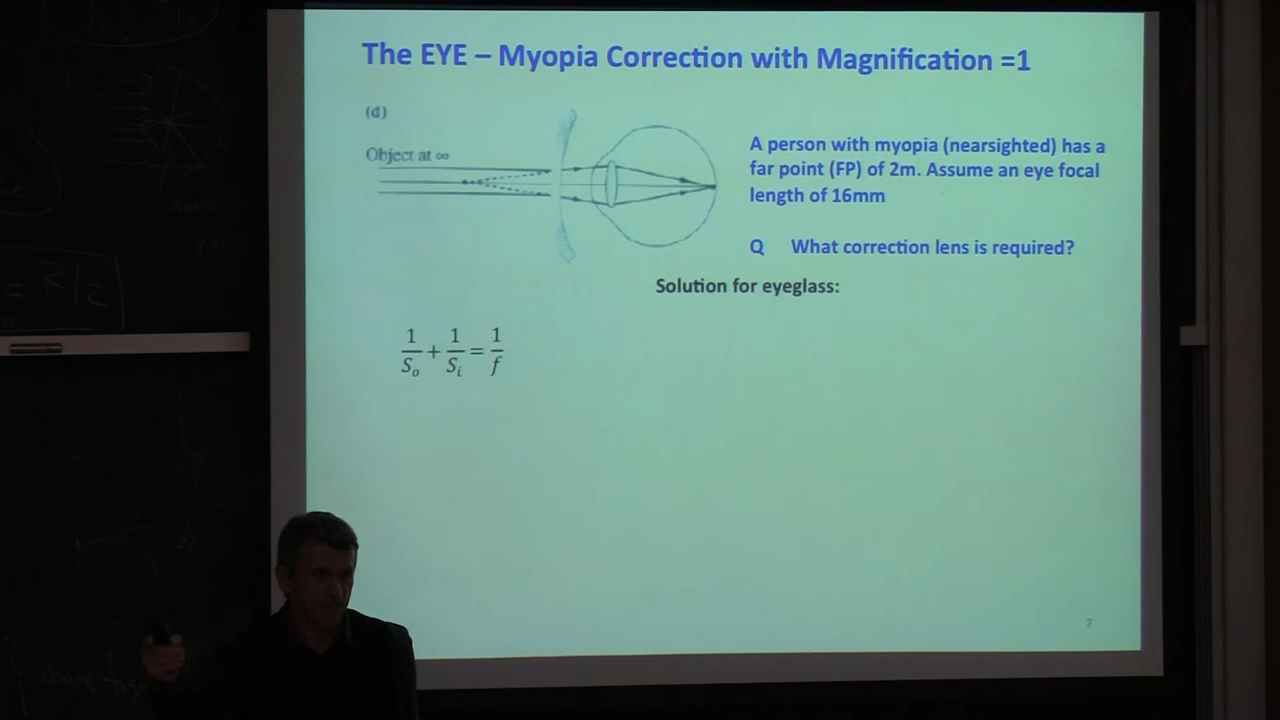 The EYE – Myopia Correction with Magnification =1
(d)
Object at ∞
A person with myopia (nearsighted) has a
far point (FP) of 2m. Assume an eye focal
length of 16mm
Q What correction lens is required?
Solution for eyeglass:
1/S_o + 1/S_i = 1/f
7
= R/2